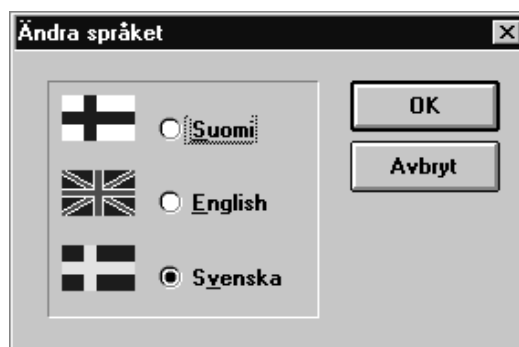 Ändra språket
Suomi
English
Svenska
OK
Avbryt